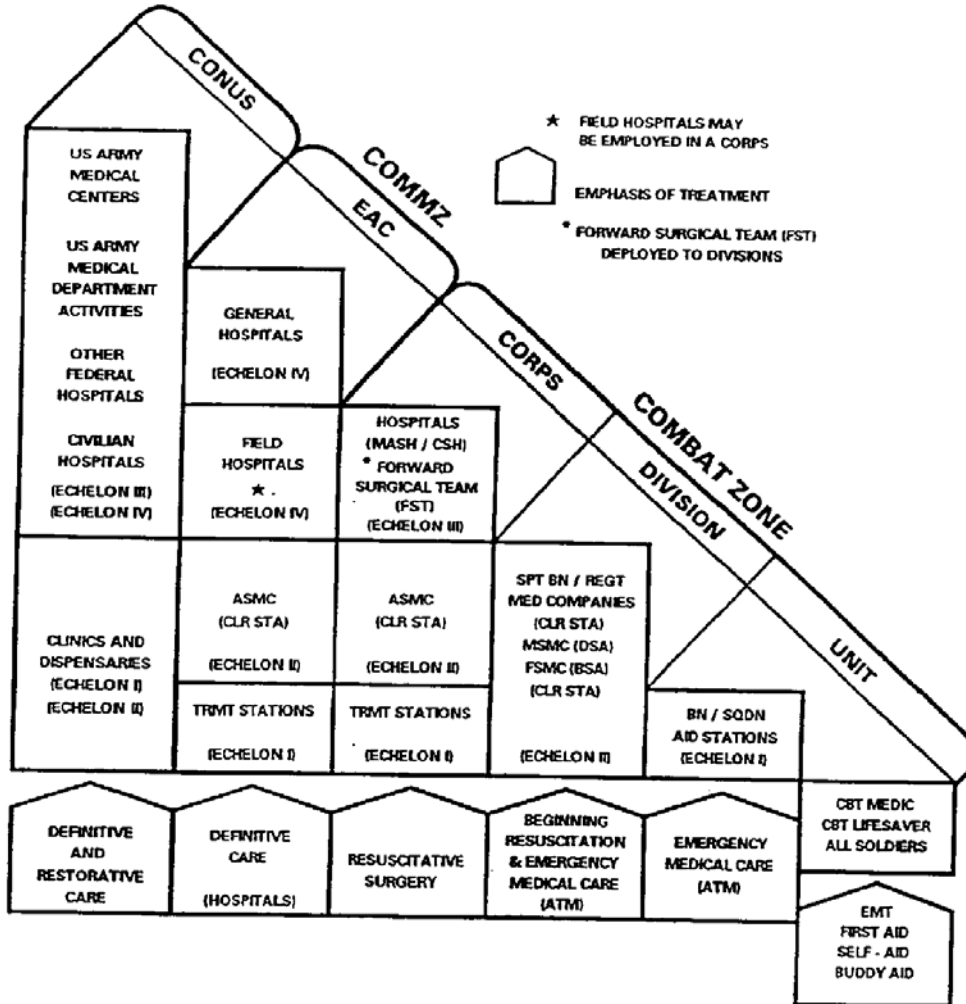 CONUS
COMMZ
EAC
COMBAT ZONE
CORPS
DIVISION
UNIT
★ FIELD HOSPITALS MAY
BE EMPLOYED IN A CORPS
EMPHASIS OF TREATMENT
* FORWARD SURGICAL TEAM (FST)
DEPLOYED TO DIVISIONS
US ARMY
MEDICAL
CENTERS
US ARMY
MEDICAL
DEPARTMENT
ACTIVITIES
OTHER
FEDERAL
HOSPITALS
CIVILIAN
HOSPITALS
(ECHELON III)
(ECHELON IV)
CLINICS AND
DISPENSARIES
(ECHELON I)
(ECHELON II)
GENERAL
HOSPITALS
(ECHELON IV)
FIELD
HOSPITALS
★
(ECHELON IV)
ASMC
(CLR STA)
(ECHELON II)
TRMT STATIONS
(ECHELON I)
HOSPITALS
(MASH / CSH)
* FORWARD
SURGICAL TEAM
(FST)
(ECHELON III)
ASMC
(CLR STA)
(ECHELON II)
TRMT STATIONS
(ECHELON I)
SPT BN / REGT
MED COMPANIES
(CLR STA)
MSMC (DSA)
FSMC (BSA)
(CLR STA)
(ECHELON II)
BN / SQDN
AID STATIONS
(ECHELON I)
CBT MEDIC
CBT LIFESAVER
ALL SOLDIERS
DEFINITIVE
AND
RESTORATIVE
CARE
DEFINITIVE
CARE
(HOSPITALS)
RESUSCITATIVE
SURGERY
BEGINNING
RESUSCITATION
& EMERGENCY
MEDICAL CARE
(ATM)
EMERGENCY
MEDICAL CARE
(ATM)
EMT
FIRST AID
SELF - AID
BUDDY AID